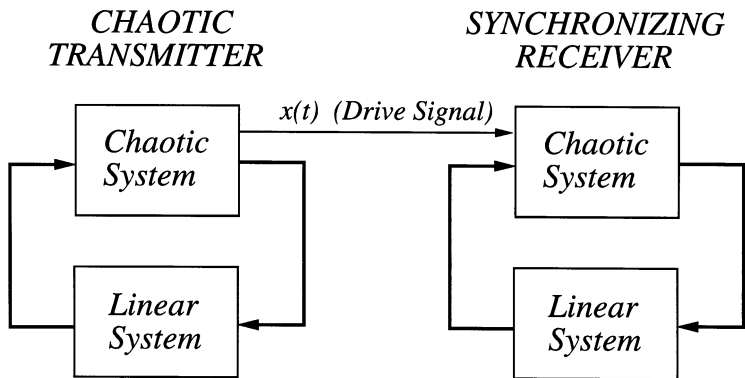 CHAOTIC
TRANSMITTER
SYNCHRONIZING
RECEIVER
x(t) (Drive Signal)
Chaotic
System
Chaotic
System
Linear
System
Linear
System